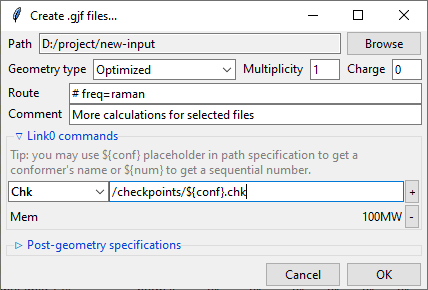 Create .gjf files...
Path D:/project/new-input Browse
Geometry type Optimized Multiplicity 1 Charge 0
Route # freq=raman
Comment More calculations for selected files
Link0 commands
Tip: you may use ${conf} placeholder in path specification to get a
conformer's name or ${num} to get a sequential number.
Chk /checkpoints/${conf}.chk +
Mem 100MW -
Post-geometry specifications
Cancel OK